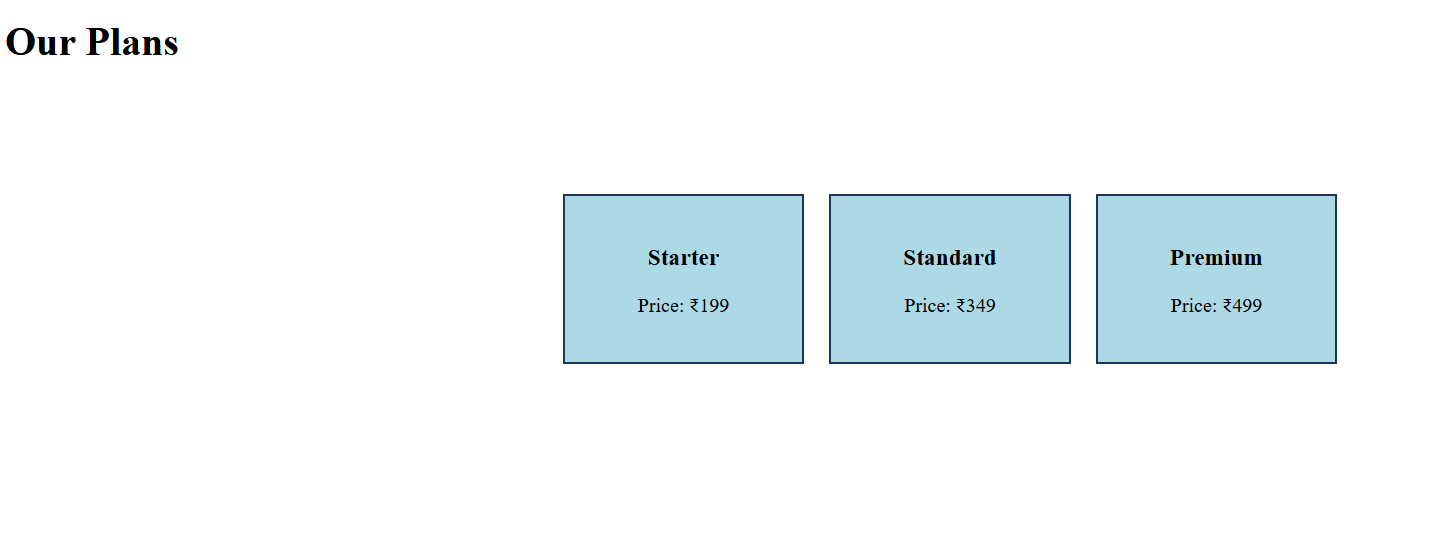 Our Plans
Starter
Price: ₹199
Standard
Price: ₹349
Premium
Price: ₹499